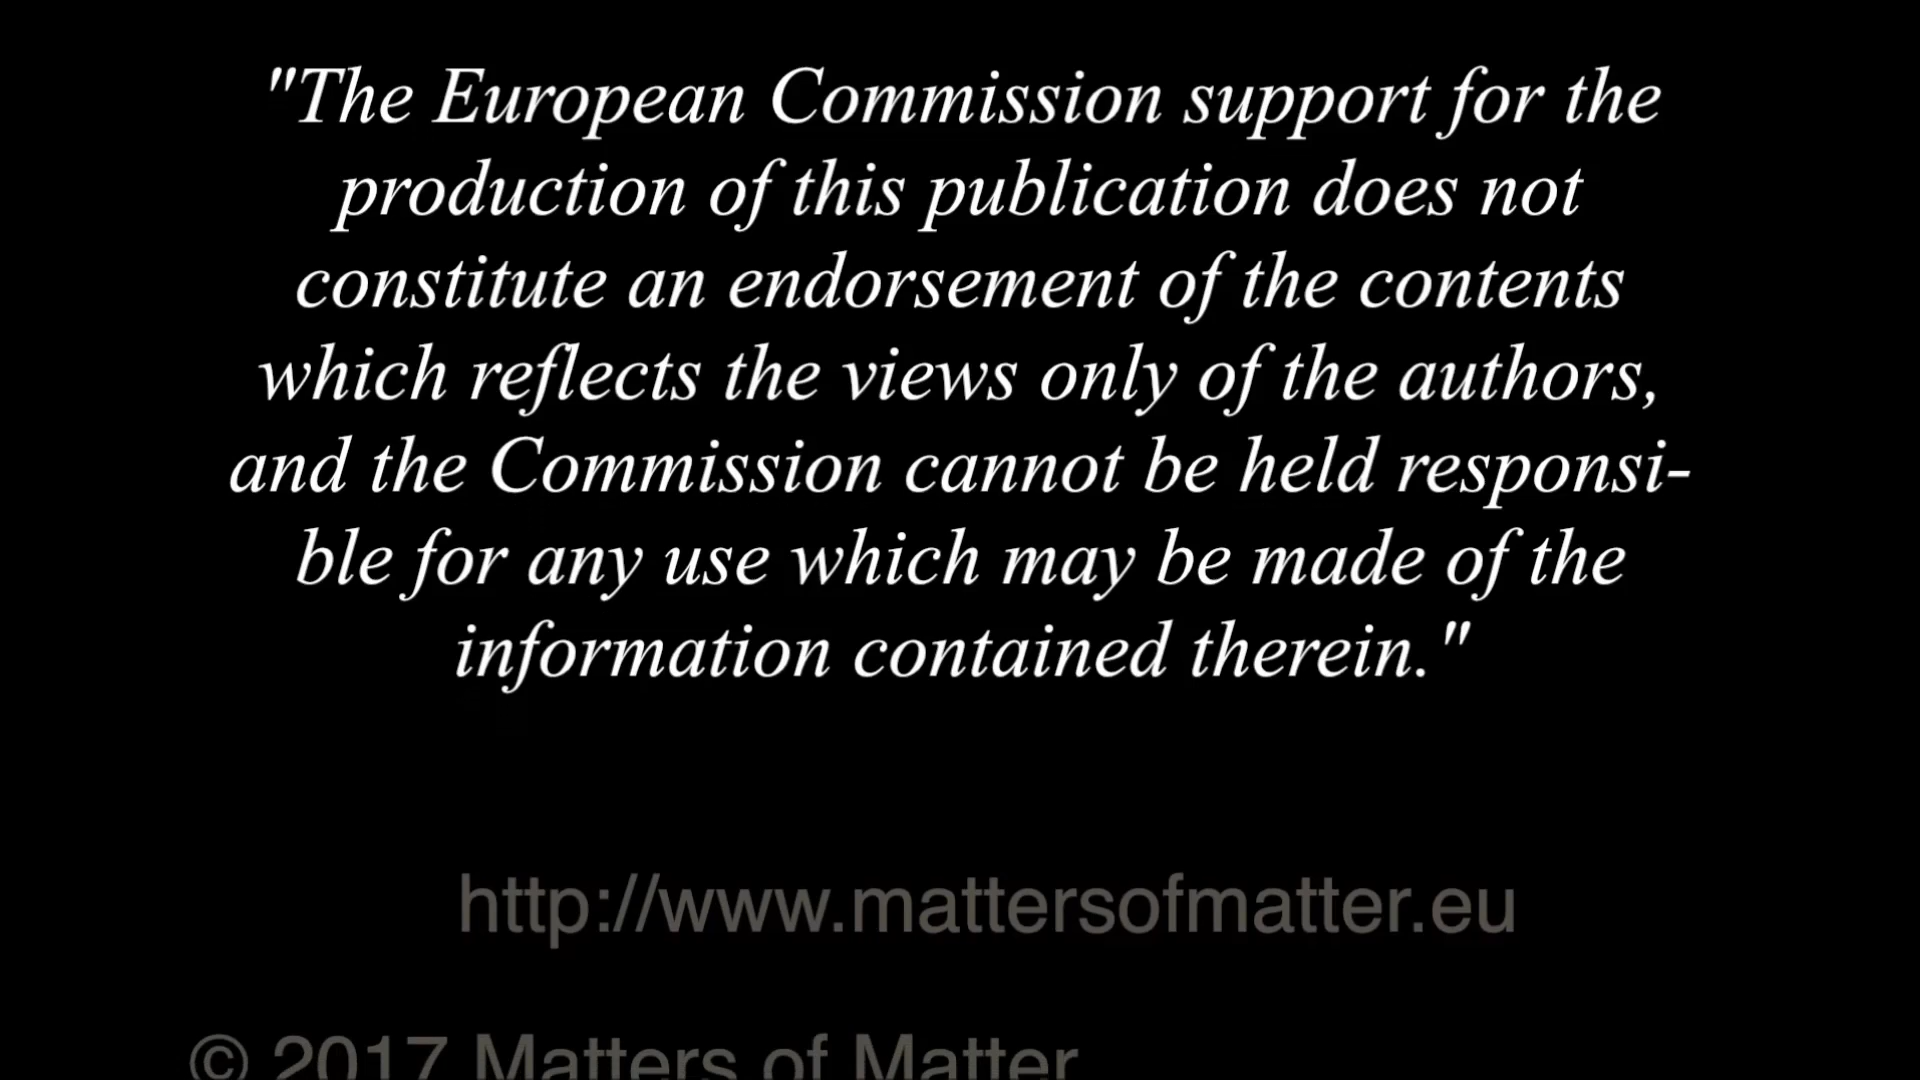 "The European Commission support for the
production of this publication does not
constitute an endorsement of the contents
which reflects the views only of the authors,
and the Commission cannot be held responsi-
ble for any use which may be made of the
information contained therein."
http://www.mattersofmatter.eu
© 2017 Matters of Matter